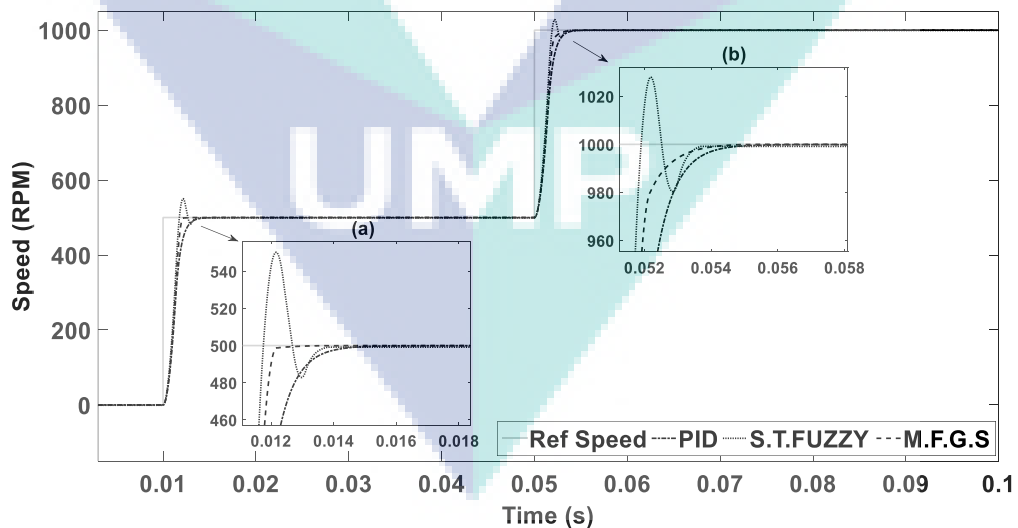 1000
800
600
400
200
0
Speed (RPM)
0.01 0.02 0.03 0.04 0.05 0.06 0.07 0.08 0.09 0.1
Time (s)
UMP
(a)
540
520
500
480
460
0.012 0.014 0.016 0.018
(b)
1020
1000
980
960
0.052 0.054 0.056 0.058
Ref Speed PID S.T.FUZZY M.F.G.S